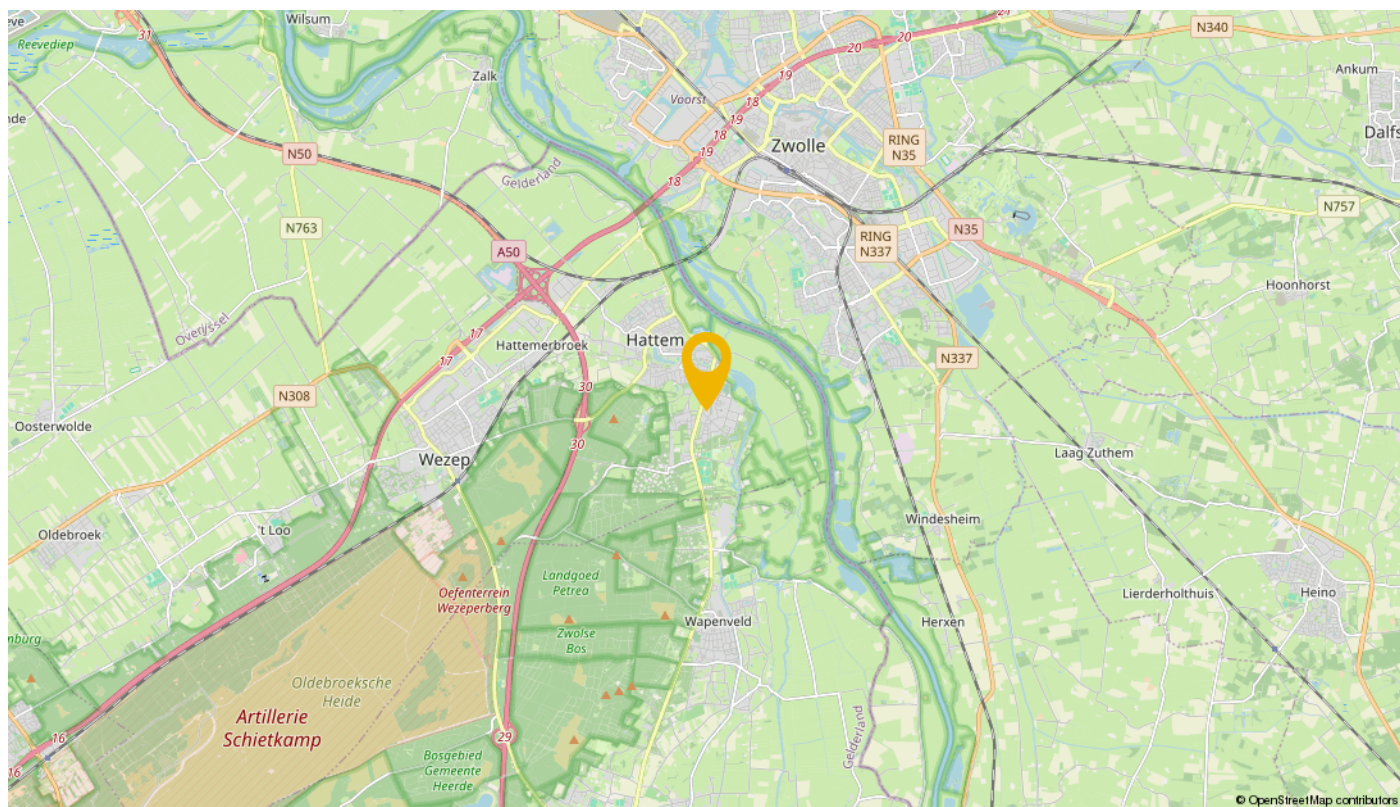 Wilsum
31
Reevediep
Zalk
Voorst
20
20
21
N340
19
Ankum
18
19
18
19
18
Zwolle
RING
N35
Dalfs
N50
Gelderland
N763
A50
N35
N757
RING
N337
Hoonhorst
Overijssel
17
17
Hattemerbroek
Hattem
N337
30
N308
Oosterwolde
30
Wezep
Laag Zuthem
Oldebroek
't Loo
Windesheim
Landgoed
Petrea
Oefenterrein
Wezeperberg
Lierderholthuis
Heino
Zwolse
Bos
Wapenveld
Herxen
Oldebroeksche
Heide
Artillerie
Schietkamp
16
29
16
Bosgebied
Gemeente
Heerde
Gelderland
© OpenStreetMap contributors